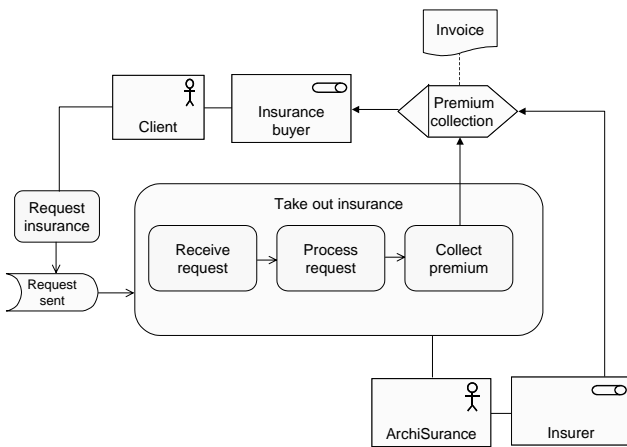 Invoice
Premium
collection
Client
Insurance
buyer
Request
insurance
Take out insurance
Receive
request
Process
request
Collect
premium
Request
sent
ArchiSurance
Insurer